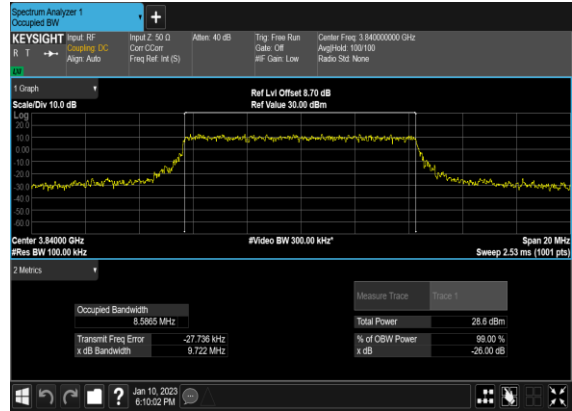 Spectrum Analyzer 1
Occupied BW
+
KEYSIGHT Input: RF Input Z: 50 Ω Atten: 40 dB Trig: Free Run Center Freq: 3.840000000 GHz
R T Coupling: DC Corr CCorr Gate: Off Avg|Hold: 100/100
Align: Auto Freq Ref: Int (S) #IF Gain: Low Radio Std: None
1 Graph
Ref Lvl Offset 8.70 dB
Scale/Div 10.0 dB Ref Value 30.00 dBm
Log
20.0
10.0
0.00
-10.0
-20.0
-30.0
-40.0
-50.0
-60.0
Center 3.84000 GHz #Video BW 300.00 kHz* Span 20 MHz
#Res BW 100.00 kHz Sweep 2.53 ms (1001 pts)
2 Metrics
Measure Trace Trace 1
Occupied Bandwidth
8.5865 MHz
Total Power 28.6 dBm
Transmit Freq Error -27.736 kHz % of OBW Power 99.00 %
x dB Bandwidth 9.722 MHz x dB -26.00 dB
? Jan 10, 2023
6:10:02 PM